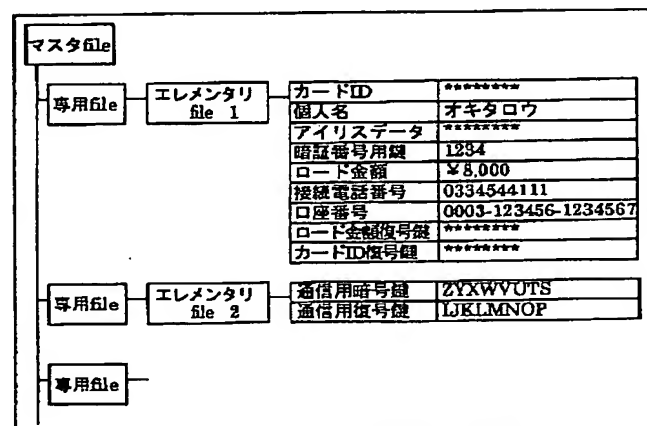 マスタfile
専用file
エレメンタリ
file 1
カードID ********
個人名 オキタロウ
アイリスデータ ********
暗証番号用鍵 1234
ロード金額 ¥8,000
接続電話番号 0334544111
口座番号 0003-123456-1234567
ロード金額復号鍵 ********
カードID復号鍵 ********
専用file
エレメンタリ
file 2
通信用暗号鍵 ZYXWVUTS
通信用復号鍵 IJKLMNOP
専用file